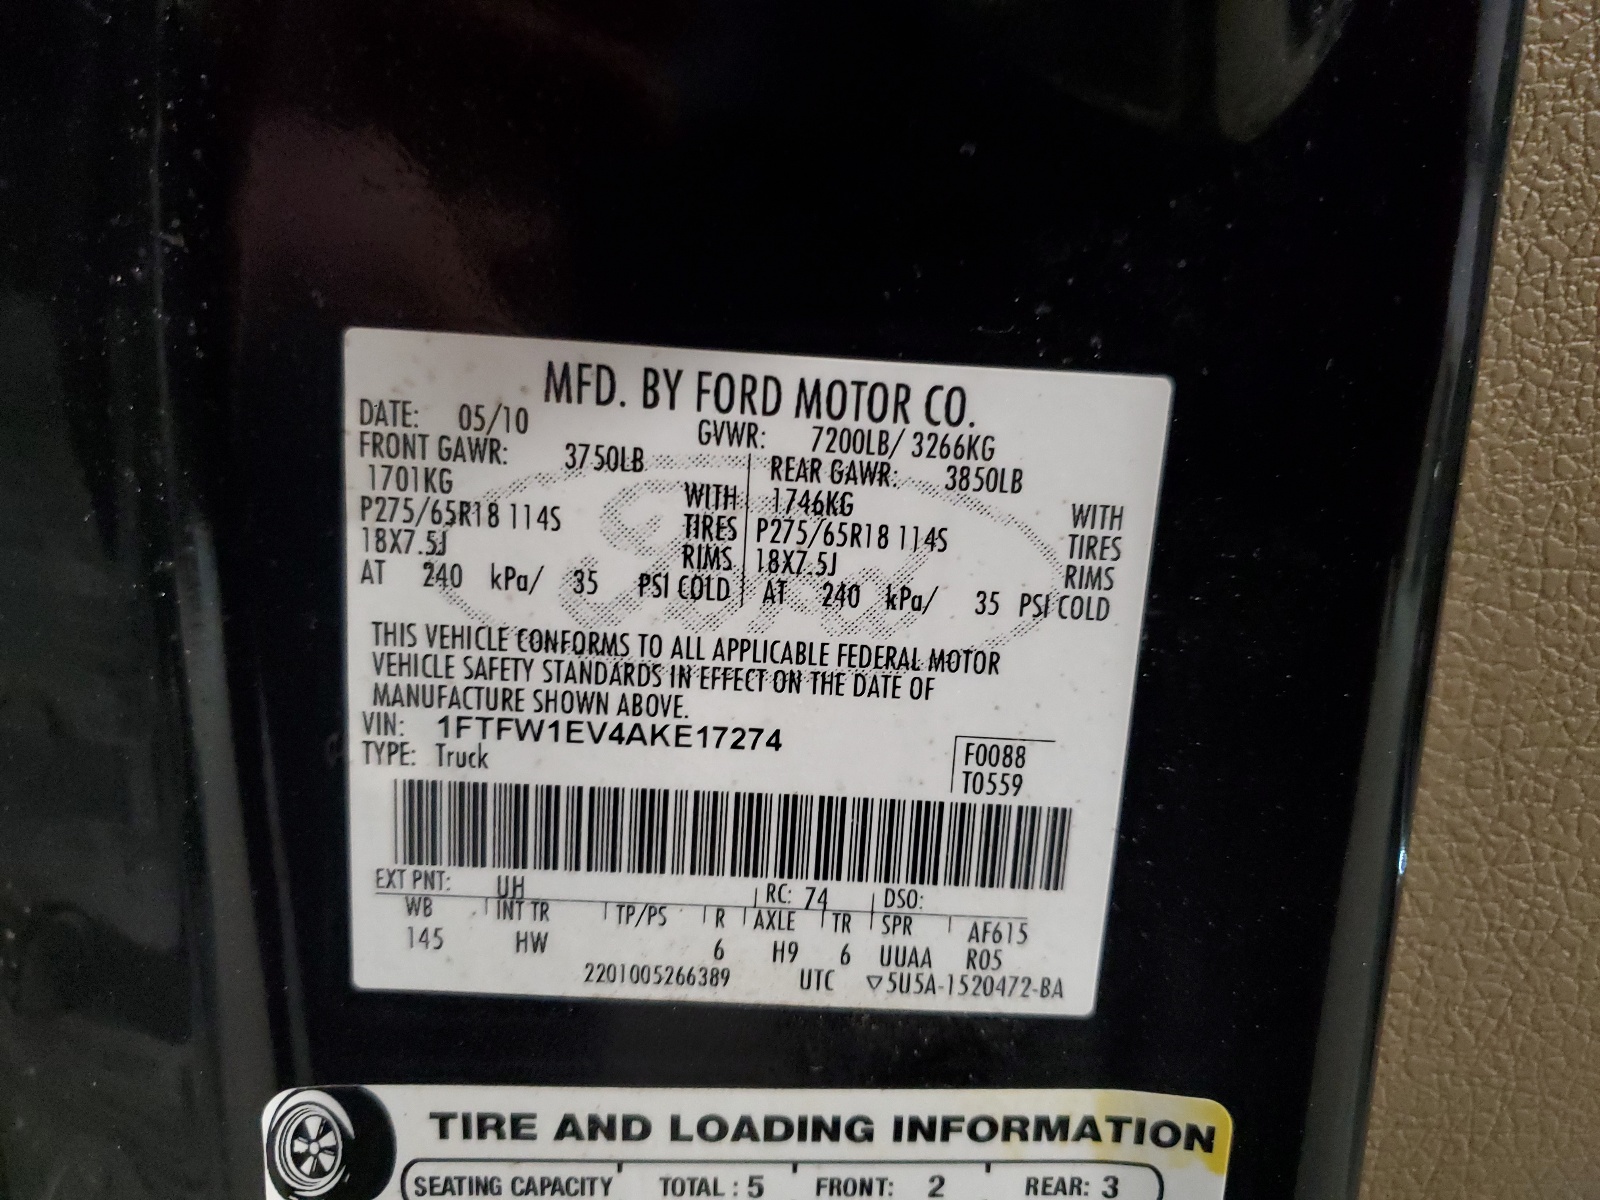 MFD. BY FORD MOTOR CO.
DATE: 05/10 GVWR: 7200LB/ 3266KG
FRONT GAWR: 3750LB REAR GAWR: 3850LB
1701KG WITH 1746KG WITH
P275/65R18 114S TIRES P275/65R18 114S TIRES
18X7.5J RIMS 18X7.5J RIMS
AT 240 kPa/ 35 PSI COLD AT 240 kPa/ 35 PSI COLD
THIS VEHICLE CONFORMS TO ALL APPLICABLE FEDERAL MOTOR
VEHICLE SAFETY STANDARDS IN EFFECT ON THE DATE OF
MANUFACTURE SHOWN ABOVE.
VIN: 1FTFW1EV4AKE17274 F0088
TYPE: Truck T0559
EXT PNT: UH RC: 74 DSO:
WB INT TR TP/PS R AXLE TR SPR AF615
145 HW 6 H9 6 UUAA R05
2201005266389 UTC ▽5U5A-1520472-BA
TIRE AND LOADING INFORMATION
SEATING CAPACITY TOTAL : 5 FRONT: 2 REAR: 3